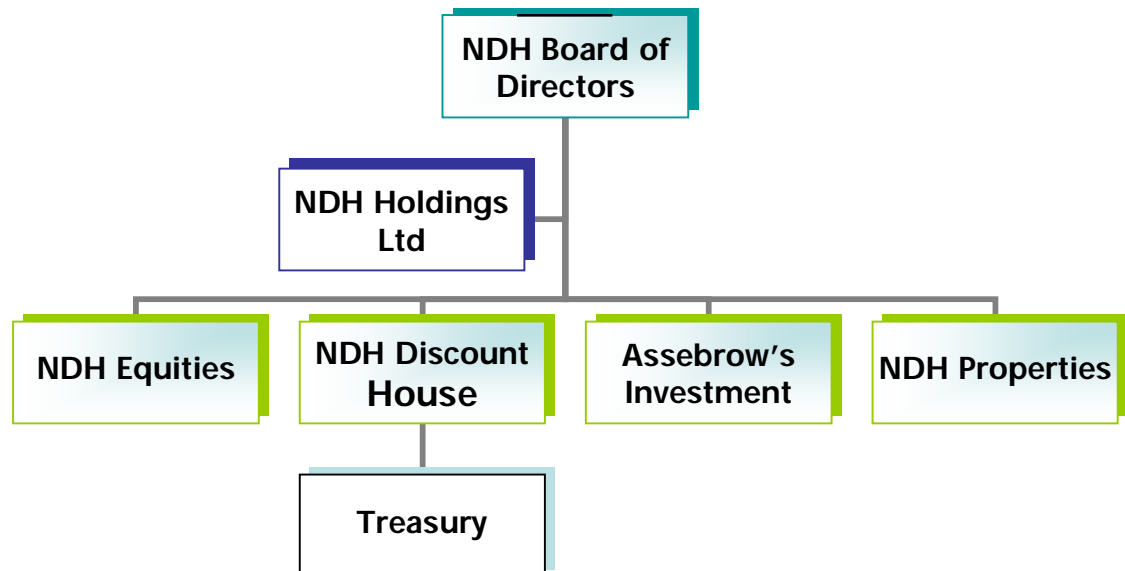 NDH Board of
Directors
NDH Holdings
Ltd
NDH Equities
NDH Discount
House
Assebrow’s
Investment
NDH Properties
Treasury